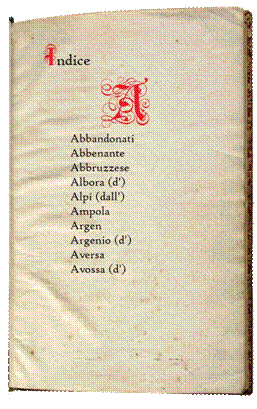 Indice
A
Abbandonati
Abbenante
Abbruzzese
Albora (d')
Alpi (dall')
Ampola
Argen
Argenio (d')
Aversa
Avossa (d')